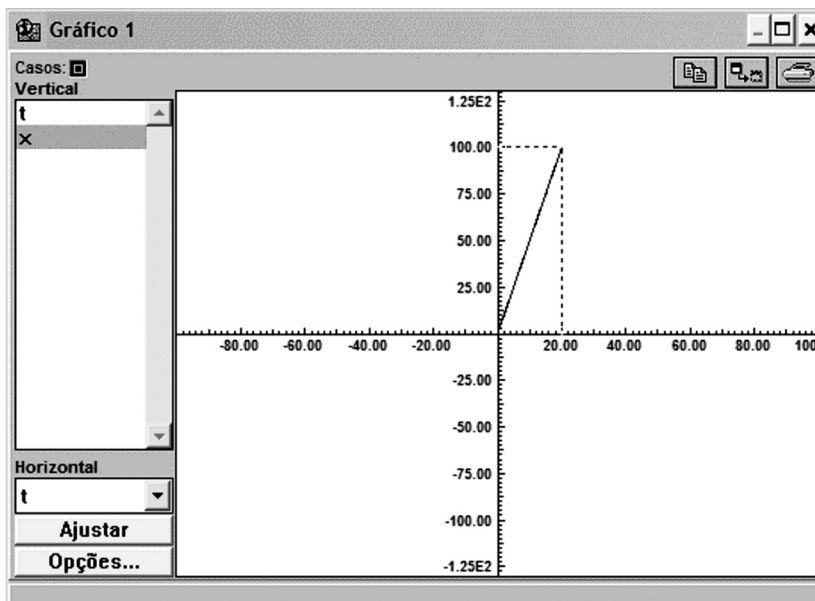 Gráfico 1
Casos:
Vertical
t
x
Horizontal
t
Ajustar
Opções...
1.25E2
100.00
75.00
50.00
25.00
-80.00 -60.00 -40.00 -20.00 20.00 40.00 60.00 80.00 100
-25.00
-50.00
-75.00
-100.00
-1.25E2